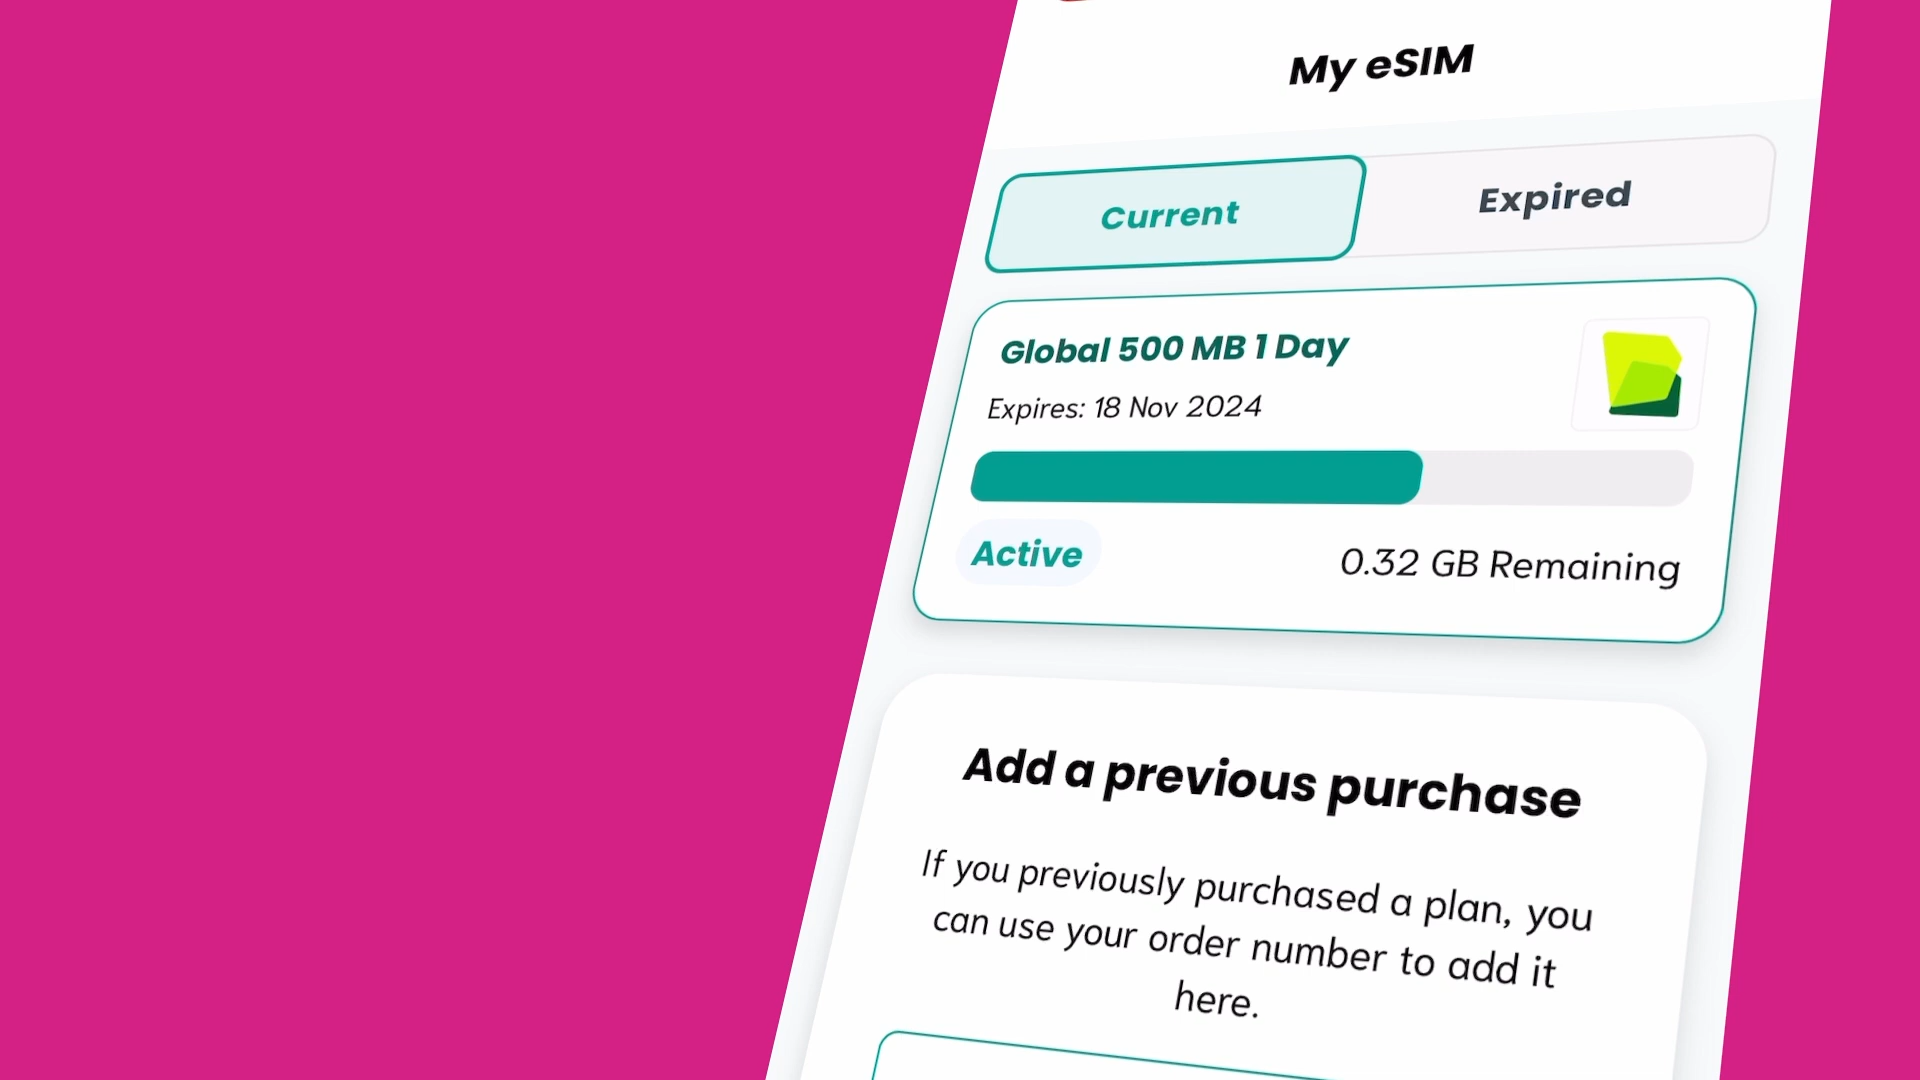 My eSIM
Current
Expired
Global 500 MB 1 Day
Expires: 18 Nov 2024
Active
0.32 GB Remaining
Add a previous purchase
If you previously purchased a plan, you
can use your order number to add it
here.